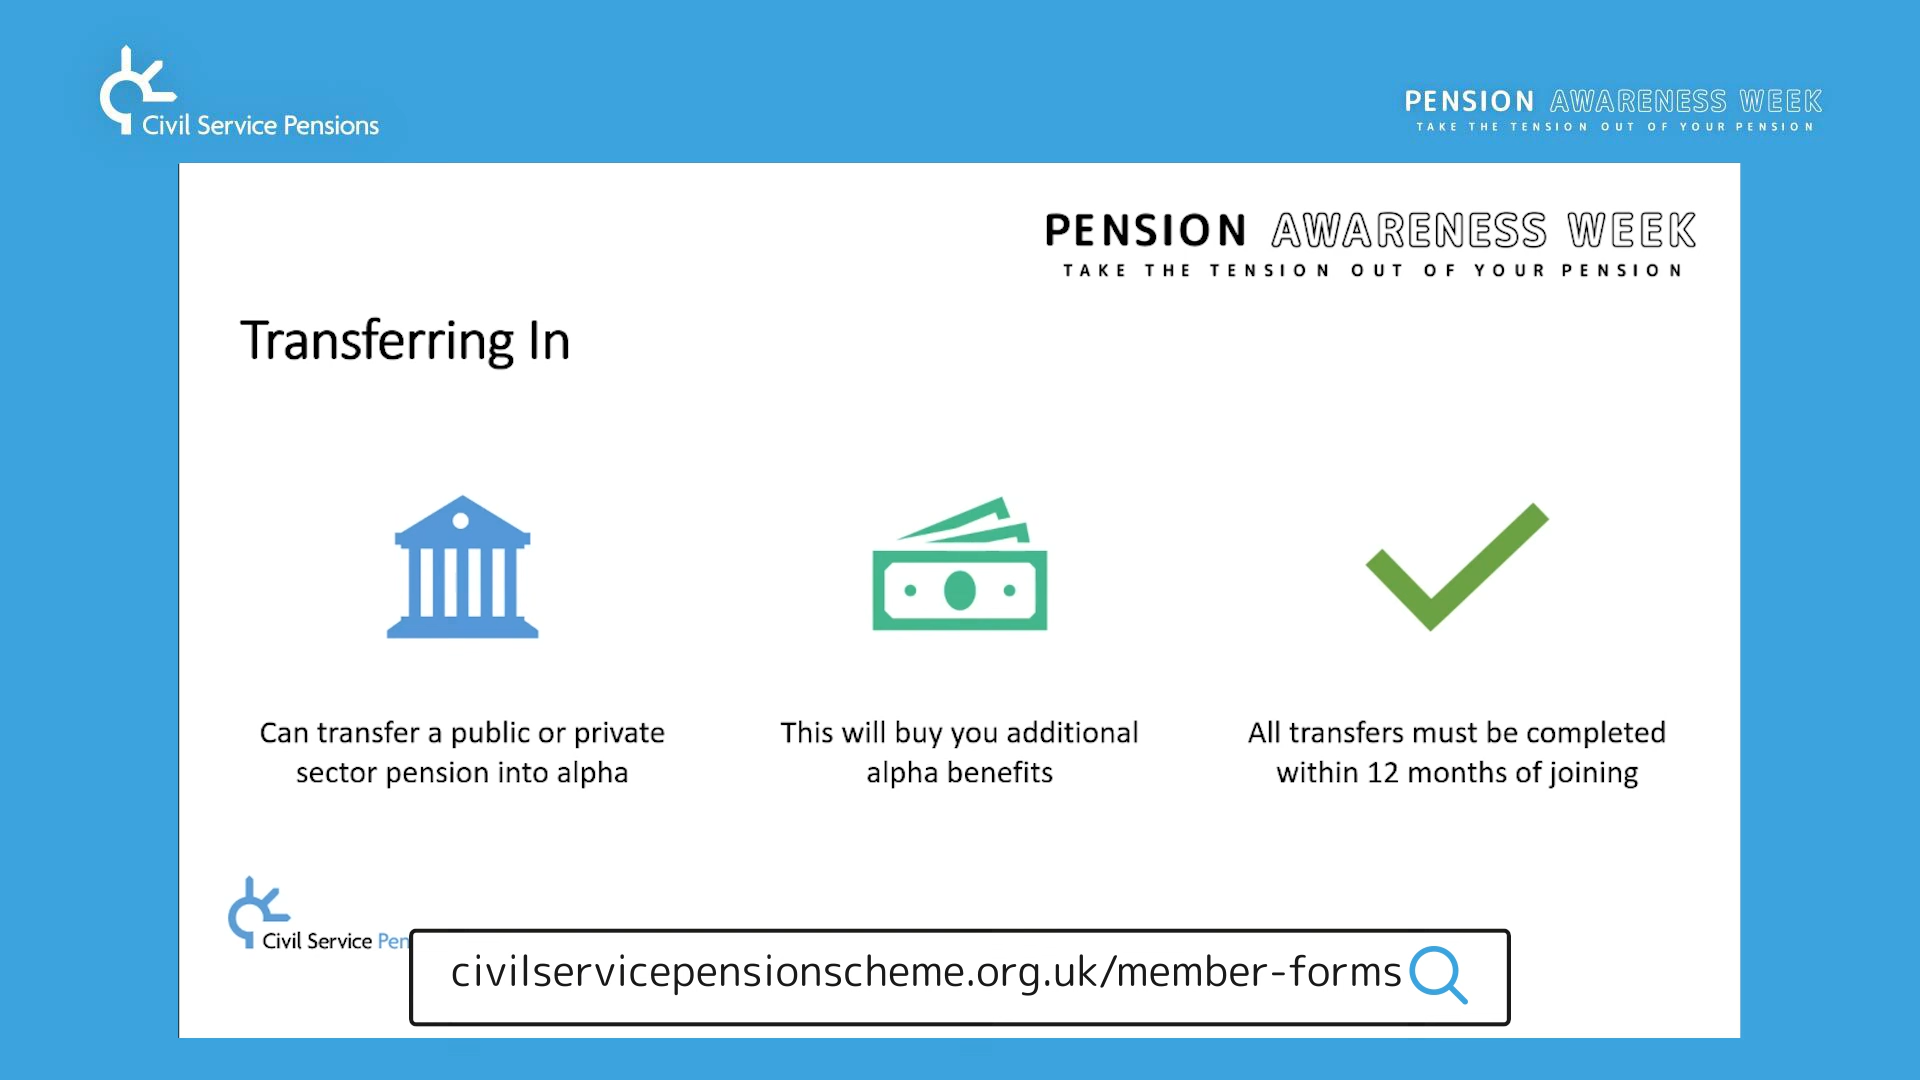 Civil Service Pensions
PENSION AWARENESS WEEK
TAKE THE TENSION OUT OF YOUR PENSION
PENSION AWARENESS WEEK
TAKE THE TENSION OUT OF YOUR PENSION
Transferring In
Can transfer a public or private
sector pension into alpha
This will buy you additional
alpha benefits
All transfers must be completed
within 12 months of joining
Civil Service Pen
civilservicepensionscheme.org.uk/member-forms